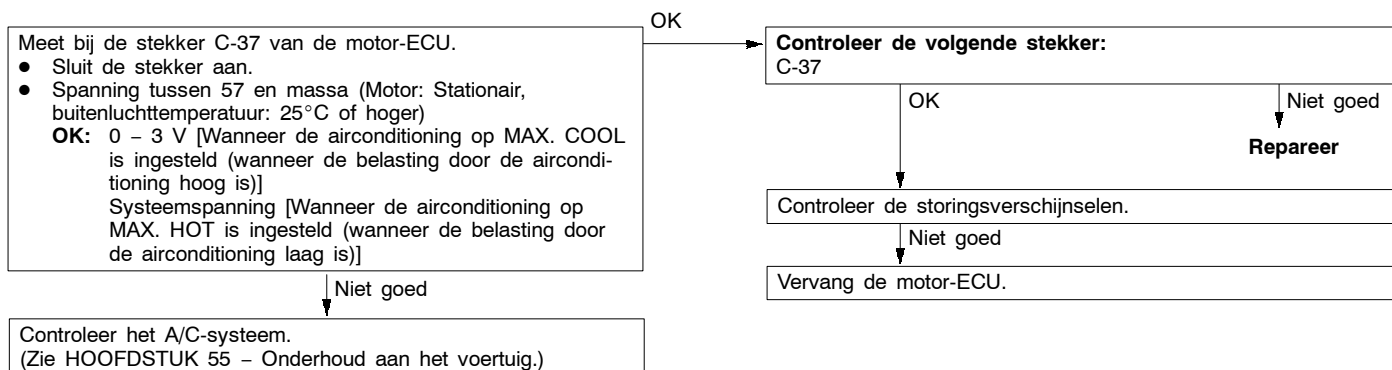 Meet bij de stekker C-37 van de motor-ECU.
● Sluit de stekker aan.
● Spanning tussen 57 en massa (Motor: Stationair,
buitenluchttemperatuur: 25°C of hoger)
OK: 0 – 3 V [Wanneer de airconditioning op MAX. COOL
is ingesteld (wanneer de belasting door de aircondi-
tioning hoog is)]
Systeemspanning [Wanneer de airconditioning op
MAX. HOT is ingesteld (wanneer de belasting door
de airconditioning laag is)]
OK
Controleer de volgende stekker:
C-37
OK
Niet goed
Repareer
Controleer de storingsverschijnselen.
Niet goed
Vervang de motor-ECU.
Niet goed
Controleer het A/C-systeem.
(Zie HOOFDSTUK 55 – Onderhoud aan het voertuig.)